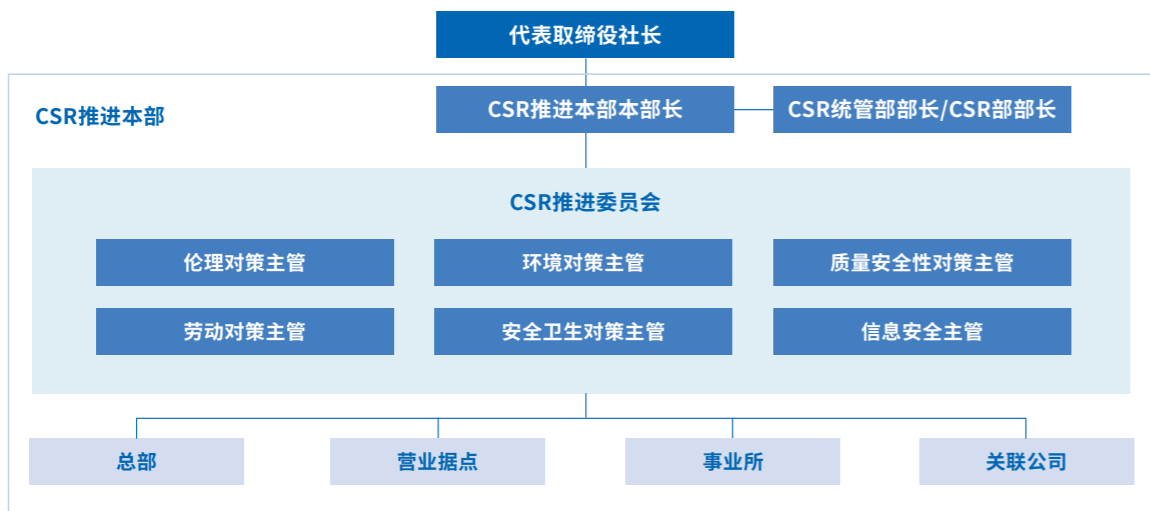 代表取缔役社长
CSR推进本部
CSR推进本部本部长
CSR统管部部长/CSR部部长
CSR推进委员会
伦理对策主管
环境对策主管
质量安全性对策主管
劳动对策主管
安全卫生对策主管
信息安全主管
总部
营业据点
事业所
关联公司